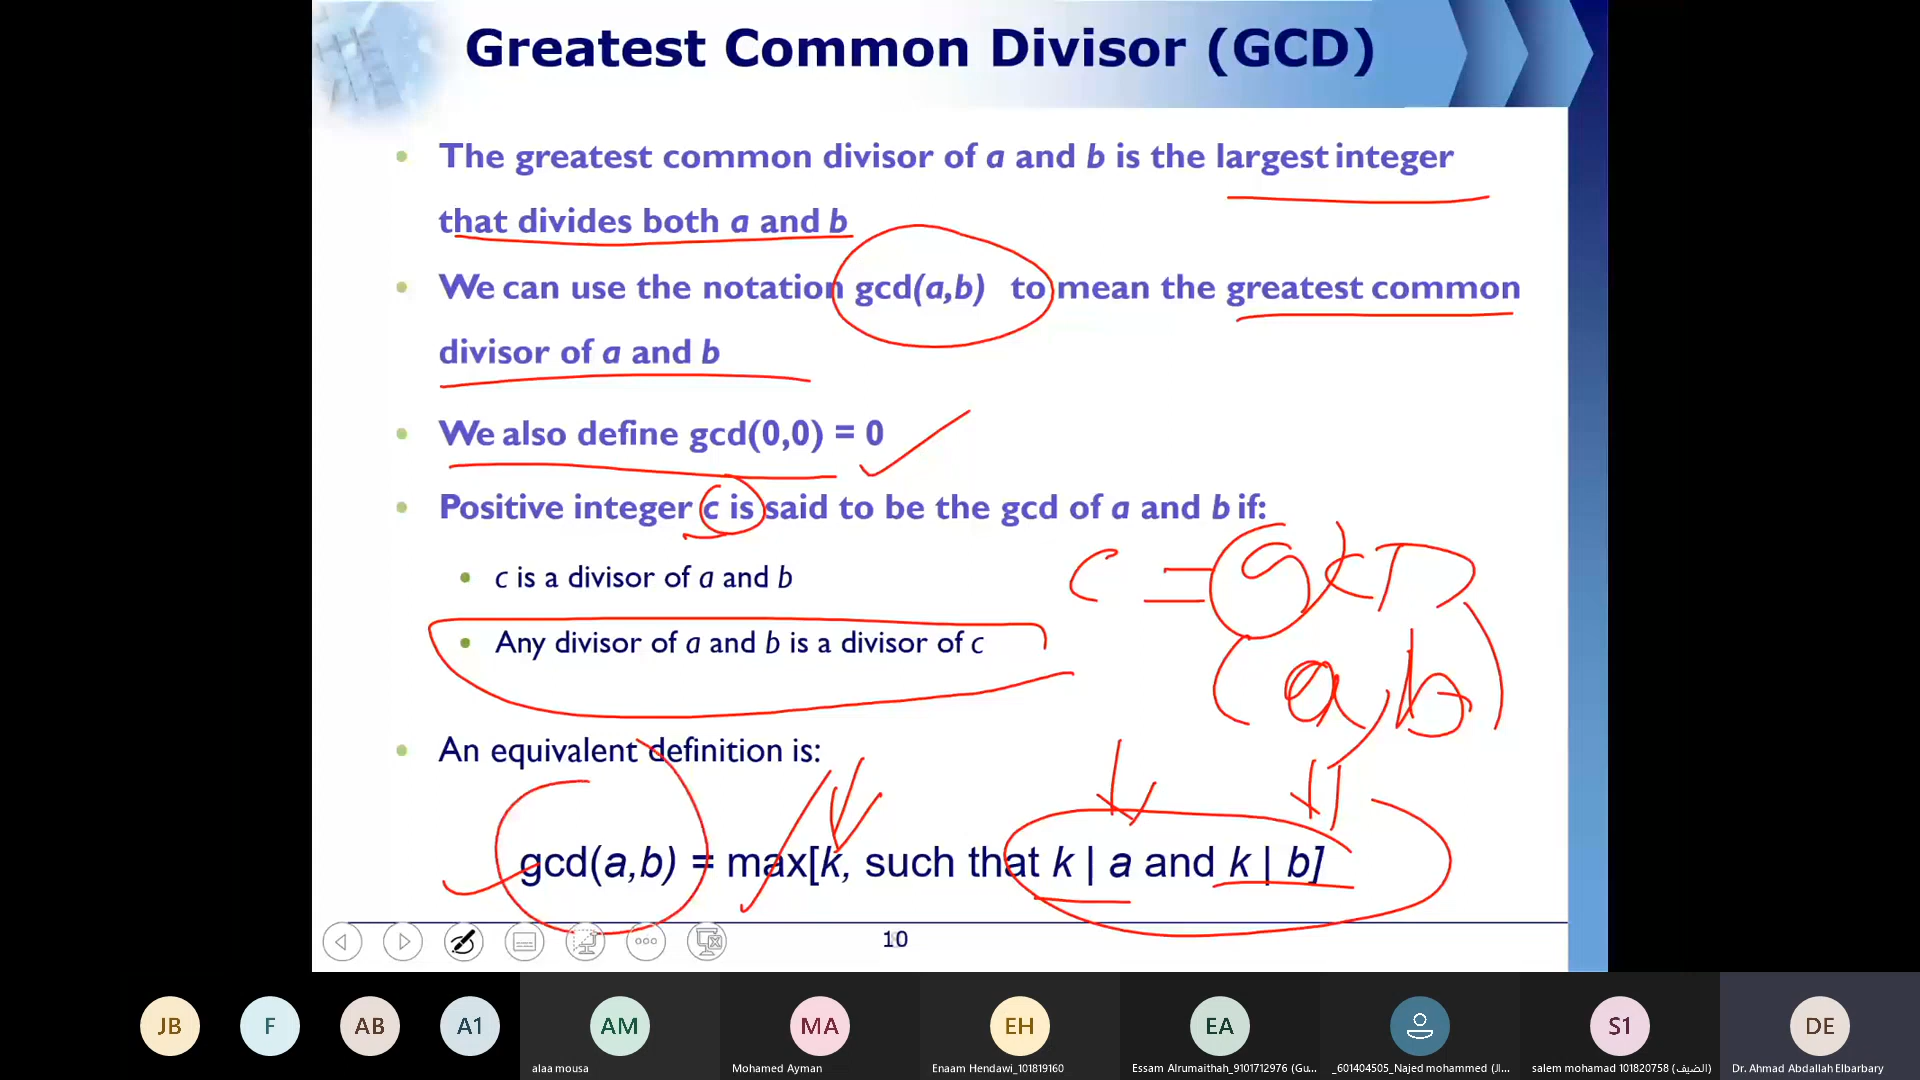 Greatest Common Divisor (GCD)
The greatest common divisor of a and b is the largest integer
that divides both a and b
We can use the notation gcd(a,b) to mean the greatest common
divisor of a and b
We also define gcd(0,0) = 0
Positive integer c is said to be the gcd of a and b if:
c is a divisor of a and b
Any divisor of a and b is a divisor of c
c = gcD
(a,b)
An equivalent definition is:
gcd(a,b) = max[k, such that k | a and k | b]
10
JB F AB A1 AM MA EH EA S1 DE
alaa mousa Mohamed Ayman Enaam Hendawi_101819160 Essam Alrumaithah_9101712976 (Gu... _601404505_Najed mohammed (الـ... salem mohamad 101820758 (الضيف) Dr. Ahmad Abdallah Elbarbary